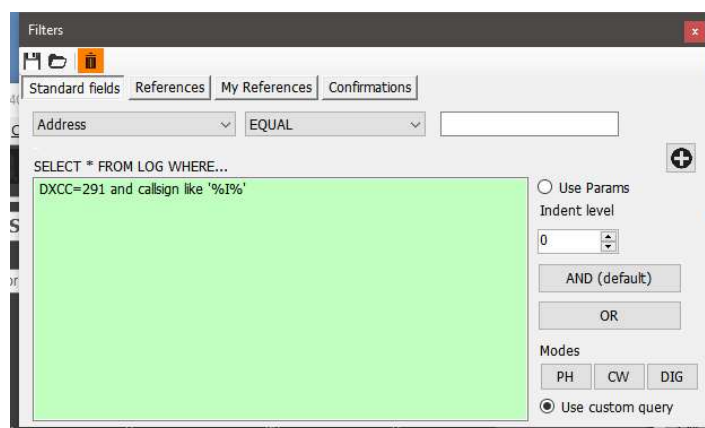 Filters
Standard fields References My References Confirmations
Address EQUAL
SELECT * FROM LOG WHERE...
DXCC=291 and callsign like '%I%'
Use Params
Indent level
0
AND (default)
OR
Modes
PH CW DIG
Use custom query